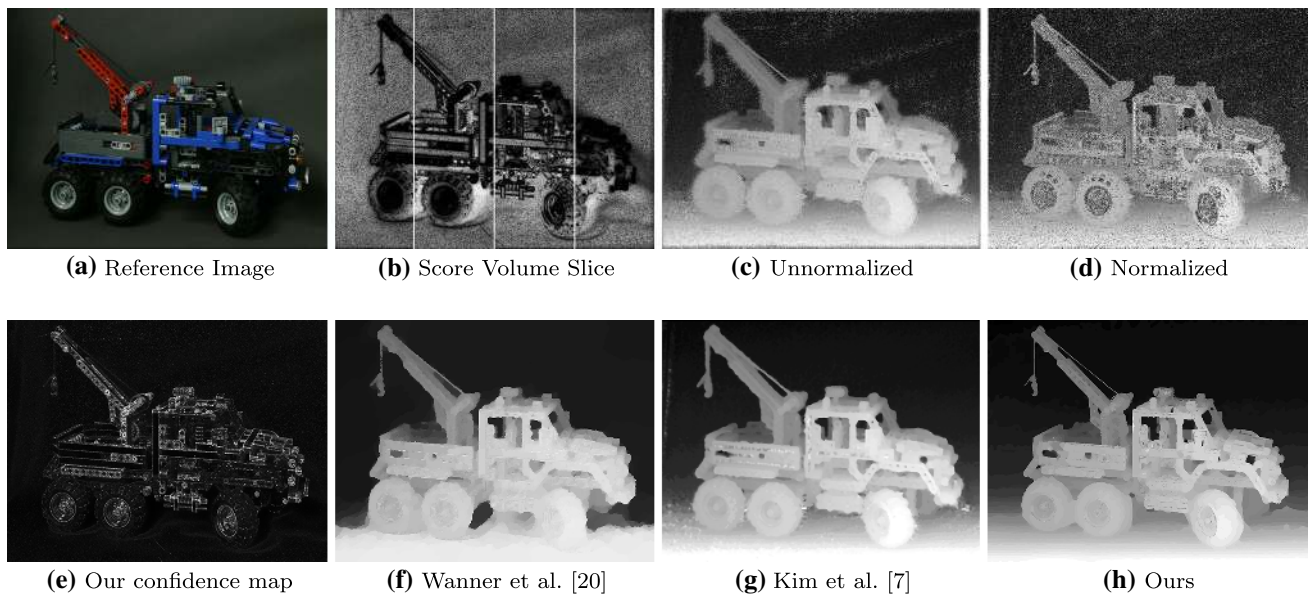 (a) Reference Image
(b) Score Volume Slice
(c) Unnormalized
(d) Normalized
(e) Our confidence map
(f) Wanner et al. [20]
(g) Kim et al. [7]
(h) Ours